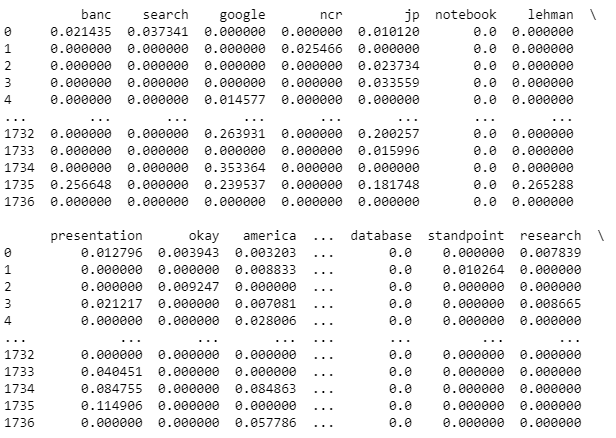 banc search google ncr jp notebook lehman \
0 0.021435 0.037341 0.000000 0.000000 0.010120 0.0 0.000000
1 0.000000 0.000000 0.000000 0.025466 0.000000 0.0 0.000000
2 0.000000 0.000000 0.000000 0.000000 0.023734 0.0 0.000000
3 0.000000 0.000000 0.000000 0.000000 0.033559 0.0 0.000000
4 0.000000 0.000000 0.014577 0.000000 0.000000 0.0 0.000000
... ... ... ... ... ... ... ...
1732 0.000000 0.000000 0.263931 0.000000 0.200257 0.0 0.000000
1733 0.000000 0.000000 0.000000 0.000000 0.015996 0.0 0.000000
1734 0.000000 0.000000 0.353364 0.000000 0.000000 0.0 0.000000
1735 0.256648 0.000000 0.239537 0.000000 0.181748 0.0 0.265288
1736 0.000000 0.000000 0.000000 0.000000 0.000000 0.0 0.000000
presentation okay america ... database standpoint research \
0 0.012796 0.003943 0.003203 ... 0.0 0.000000 0.007839
1 0.000000 0.000000 0.008833 ... 0.0 0.010264 0.000000
2 0.000000 0.009247 0.000000 ... 0.0 0.000000 0.000000
3 0.021217 0.000000 0.007081 ... 0.0 0.000000 0.008665
4 0.000000 0.000000 0.028006 ... 0.0 0.000000 0.000000
... ... ... ... ... ... ... ...
1732 0.000000 0.000000 0.000000 ... 0.0 0.000000 0.000000
1733 0.040451 0.000000 0.000000 ... 0.0 0.000000 0.000000
1734 0.084755 0.000000 0.084863 ... 0.0 0.000000 0.000000
1735 0.114906 0.000000 0.000000 ... 0.0 0.000000 0.000000
1736 0.000000 0.000000 0.057786 ... 0.0 0.000000 0.000000